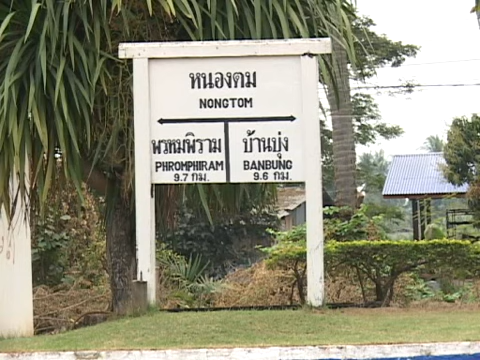 หนองตม
NONGTOM
พรหมพิราม บ้านบุ่ง
PHROMPHIRAM BANBUNG
9.7 กม. 9.6 กม.